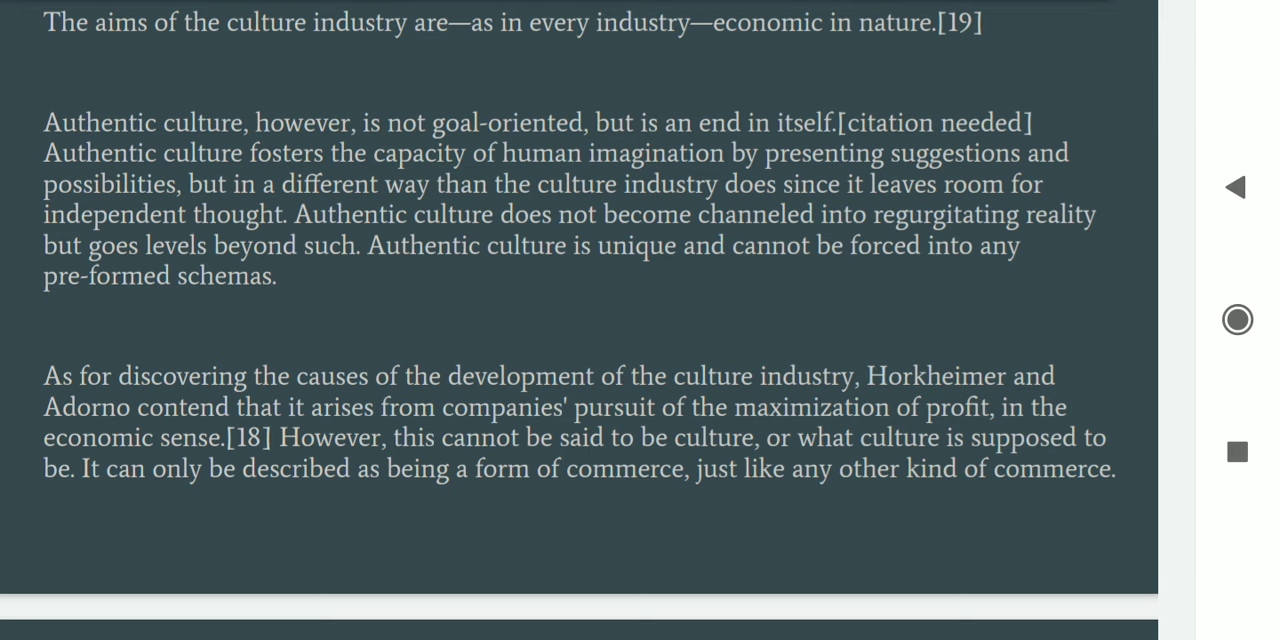 The aims of the culture industry are—as in every industry—economic in nature.[19]
Authentic culture, however, is not goal-oriented, but is an end in itself.[citation needed]
Authentic culture fosters the capacity of human imagination by presenting suggestions and
possibilities, but in a different way than the culture industry does since it leaves room for
independent thought. Authentic culture does not become channeled into regurgitating reality
but goes levels beyond such. Authentic culture is unique and cannot be forced into any
pre-formed schemas.
As for discovering the causes of the development of the culture industry, Horkheimer and
Adorno contend that it arises from companies' pursuit of the maximization of profit, in the
economic sense.[18] However, this cannot be said to be culture, or what culture is supposed to
be. It can only be described as being a form of commerce, just like any other kind of commerce.